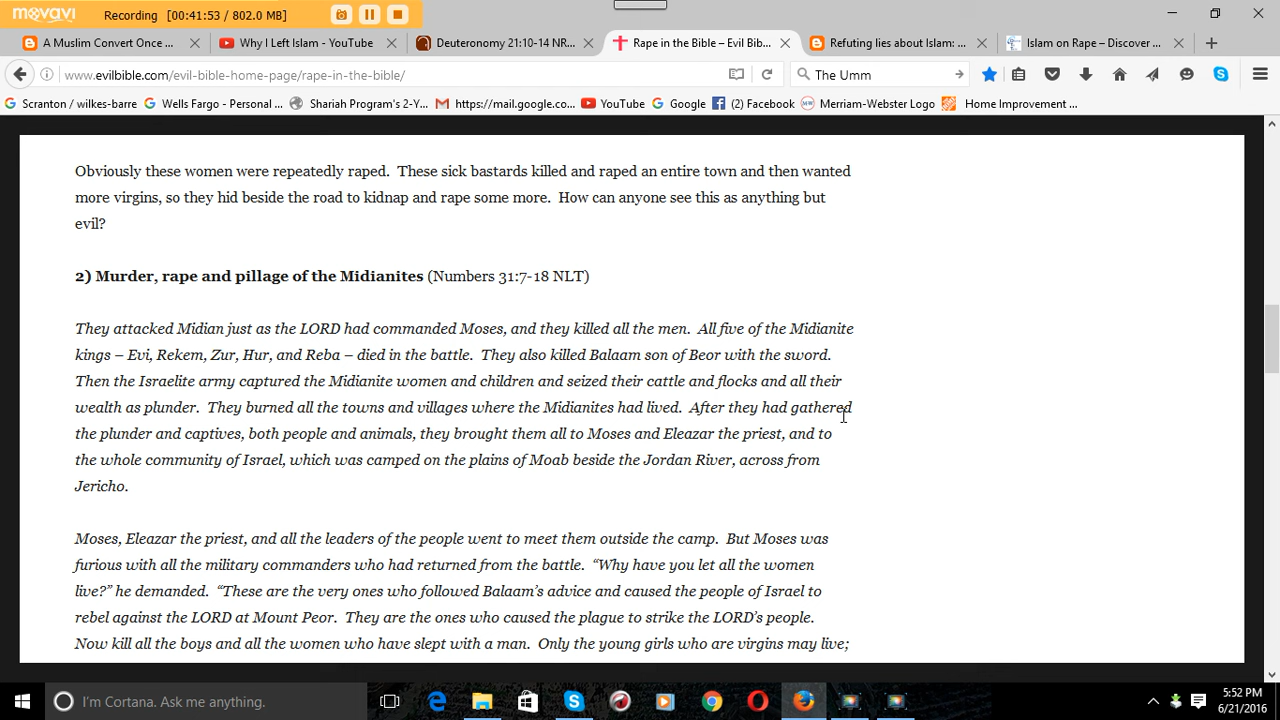 movavi Recording [00:41:53 / 802.0 MB]
A Muslim Convert Once ... Why I Left Islam - YouTube Deuteronomy 21:10-14 NR... Rape in the Bible – Evil Bib... Refuting lies about Islam: ... Islam on Rape – Discover ...
www.evilbible.com/evil-bible-home-page/rape-in-the-bible/ The Umm
Scranton / wilkes-barre Wells Fargo - Personal ... Shariah Program's 2-Y... https://mail.google.co... YouTube Google (2) Facebook Merriam-Webster Logo Home Improvement ...
Obviously these women were repeatedly raped. These sick bastards killed and raped an entire town and then wanted
more virgins, so they hid beside the road to kidnap and rape some more. How can anyone see this as anything but
evil?
2) Murder, rape and pillage of the Midianites (Numbers 31:7-18 NLT)
They attacked Midian just as the LORD had commanded Moses, and they killed all the men. All five of the Midianite
kings – Evi, Rekem, Zur, Hur, and Reba – died in the battle. They also killed Balaam son of Beor with the sword.
Then the Israelite army captured the Midianite women and children and seized their cattle and flocks and all their
wealth as plunder. They burned all the towns and villages where the Midianites had lived. After they had gathered
the plunder and captives, both people and animals, they brought them all to Moses and Eleazar the priest, and to
the whole community of Israel, which was camped on the plains of Moab beside the Jordan River, across from
Jericho.
Moses, Eleazar the priest, and all the leaders of the people went to meet them outside the camp. But Moses was
furious with all the military commanders who had returned from the battle. “Why have you let all the women
live?” he demanded. “These are the very ones who followed Balaam’s advice and caused the people of Israel to
rebel against the LORD at Mount Peor. They are the ones who caused the plague to strike the LORD’s people.
Now kill all the boys and all the women who have slept with a man. Only the young girls who are virgins may live;
I'm Cortana. Ask me anything.
5:52 PM
6/21/2016